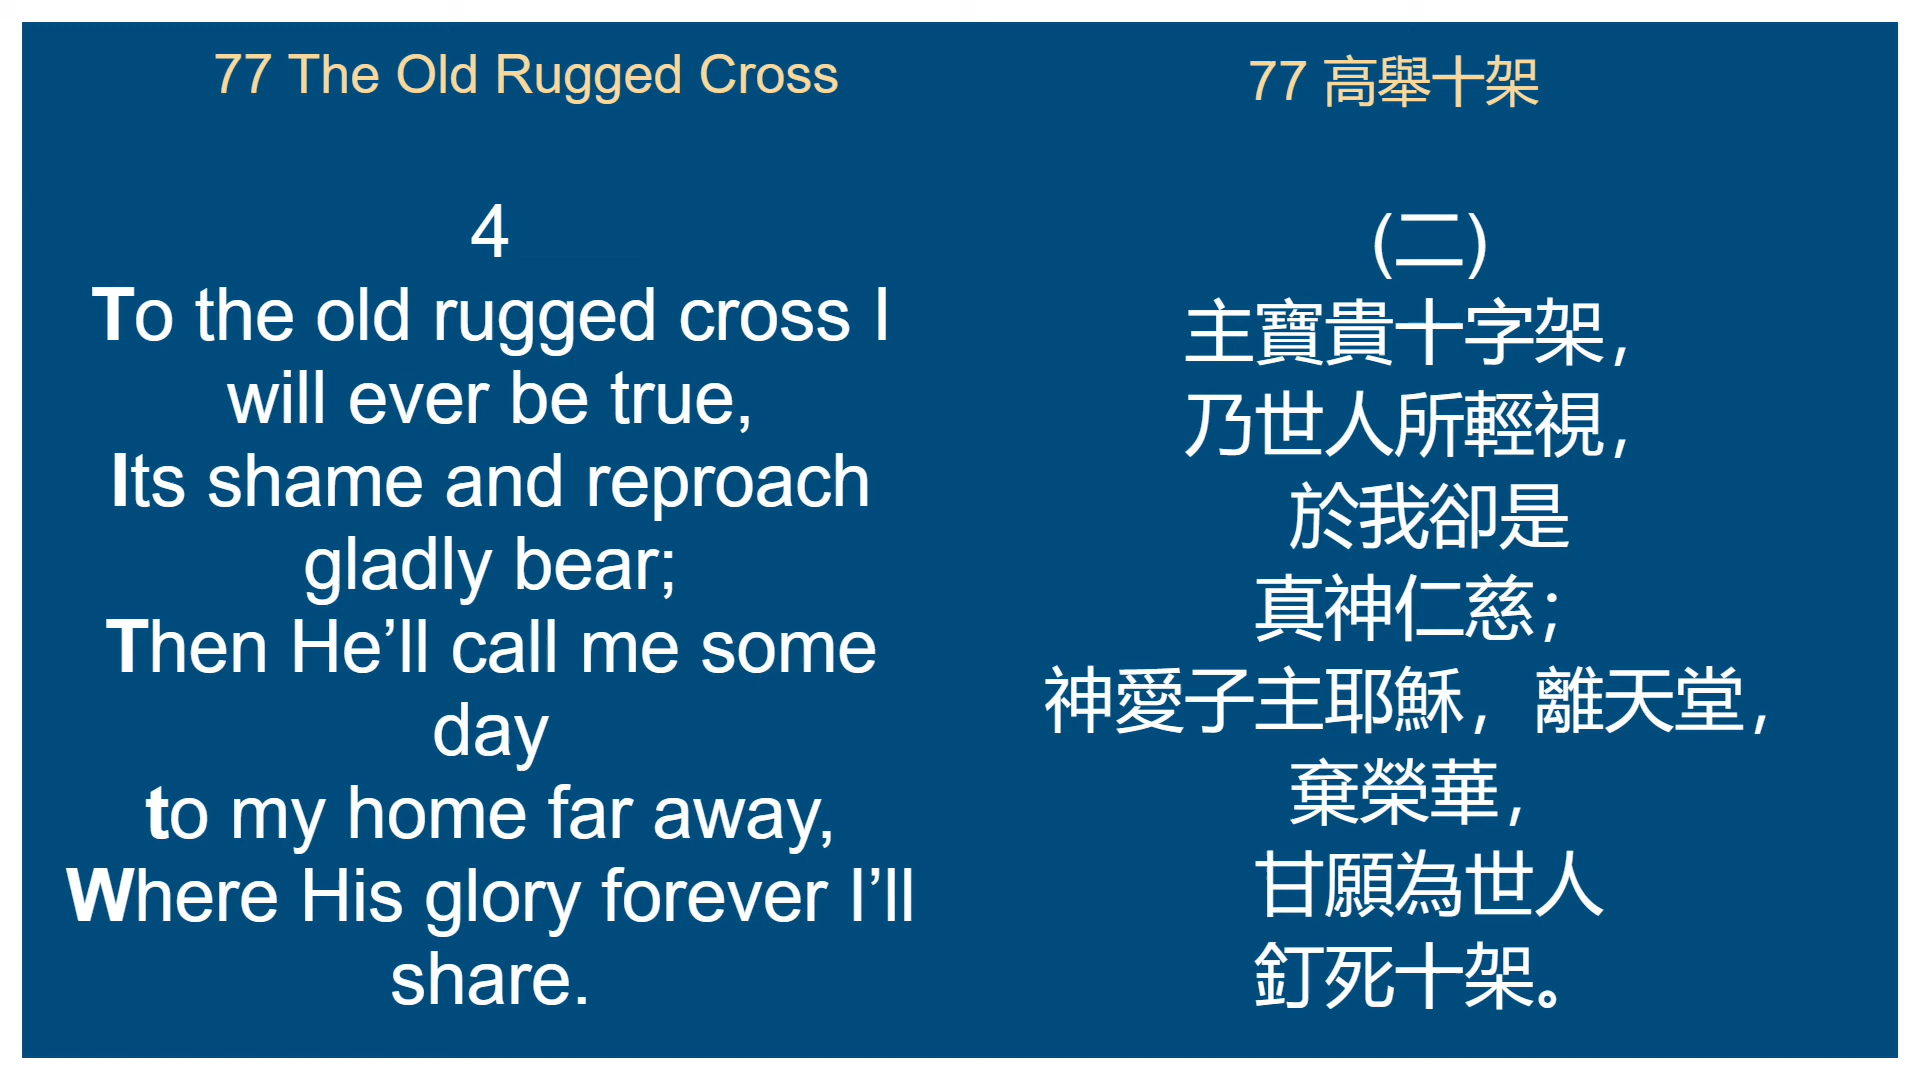 77 The Old Rugged Cross
4
To the old rugged cross I
will ever be true,
Its shame and reproach
gladly bear;
Then He’ll call me some
day
to my home far away,
Where His glory forever I’ll
share.
77 高舉十架
(二)
主寶貴十字架，
乃世人所輕視，
於我卻是
真神仁慈；
神愛子主耶穌，離天堂，
棄榮華，
甘願為世人
釘死十架。